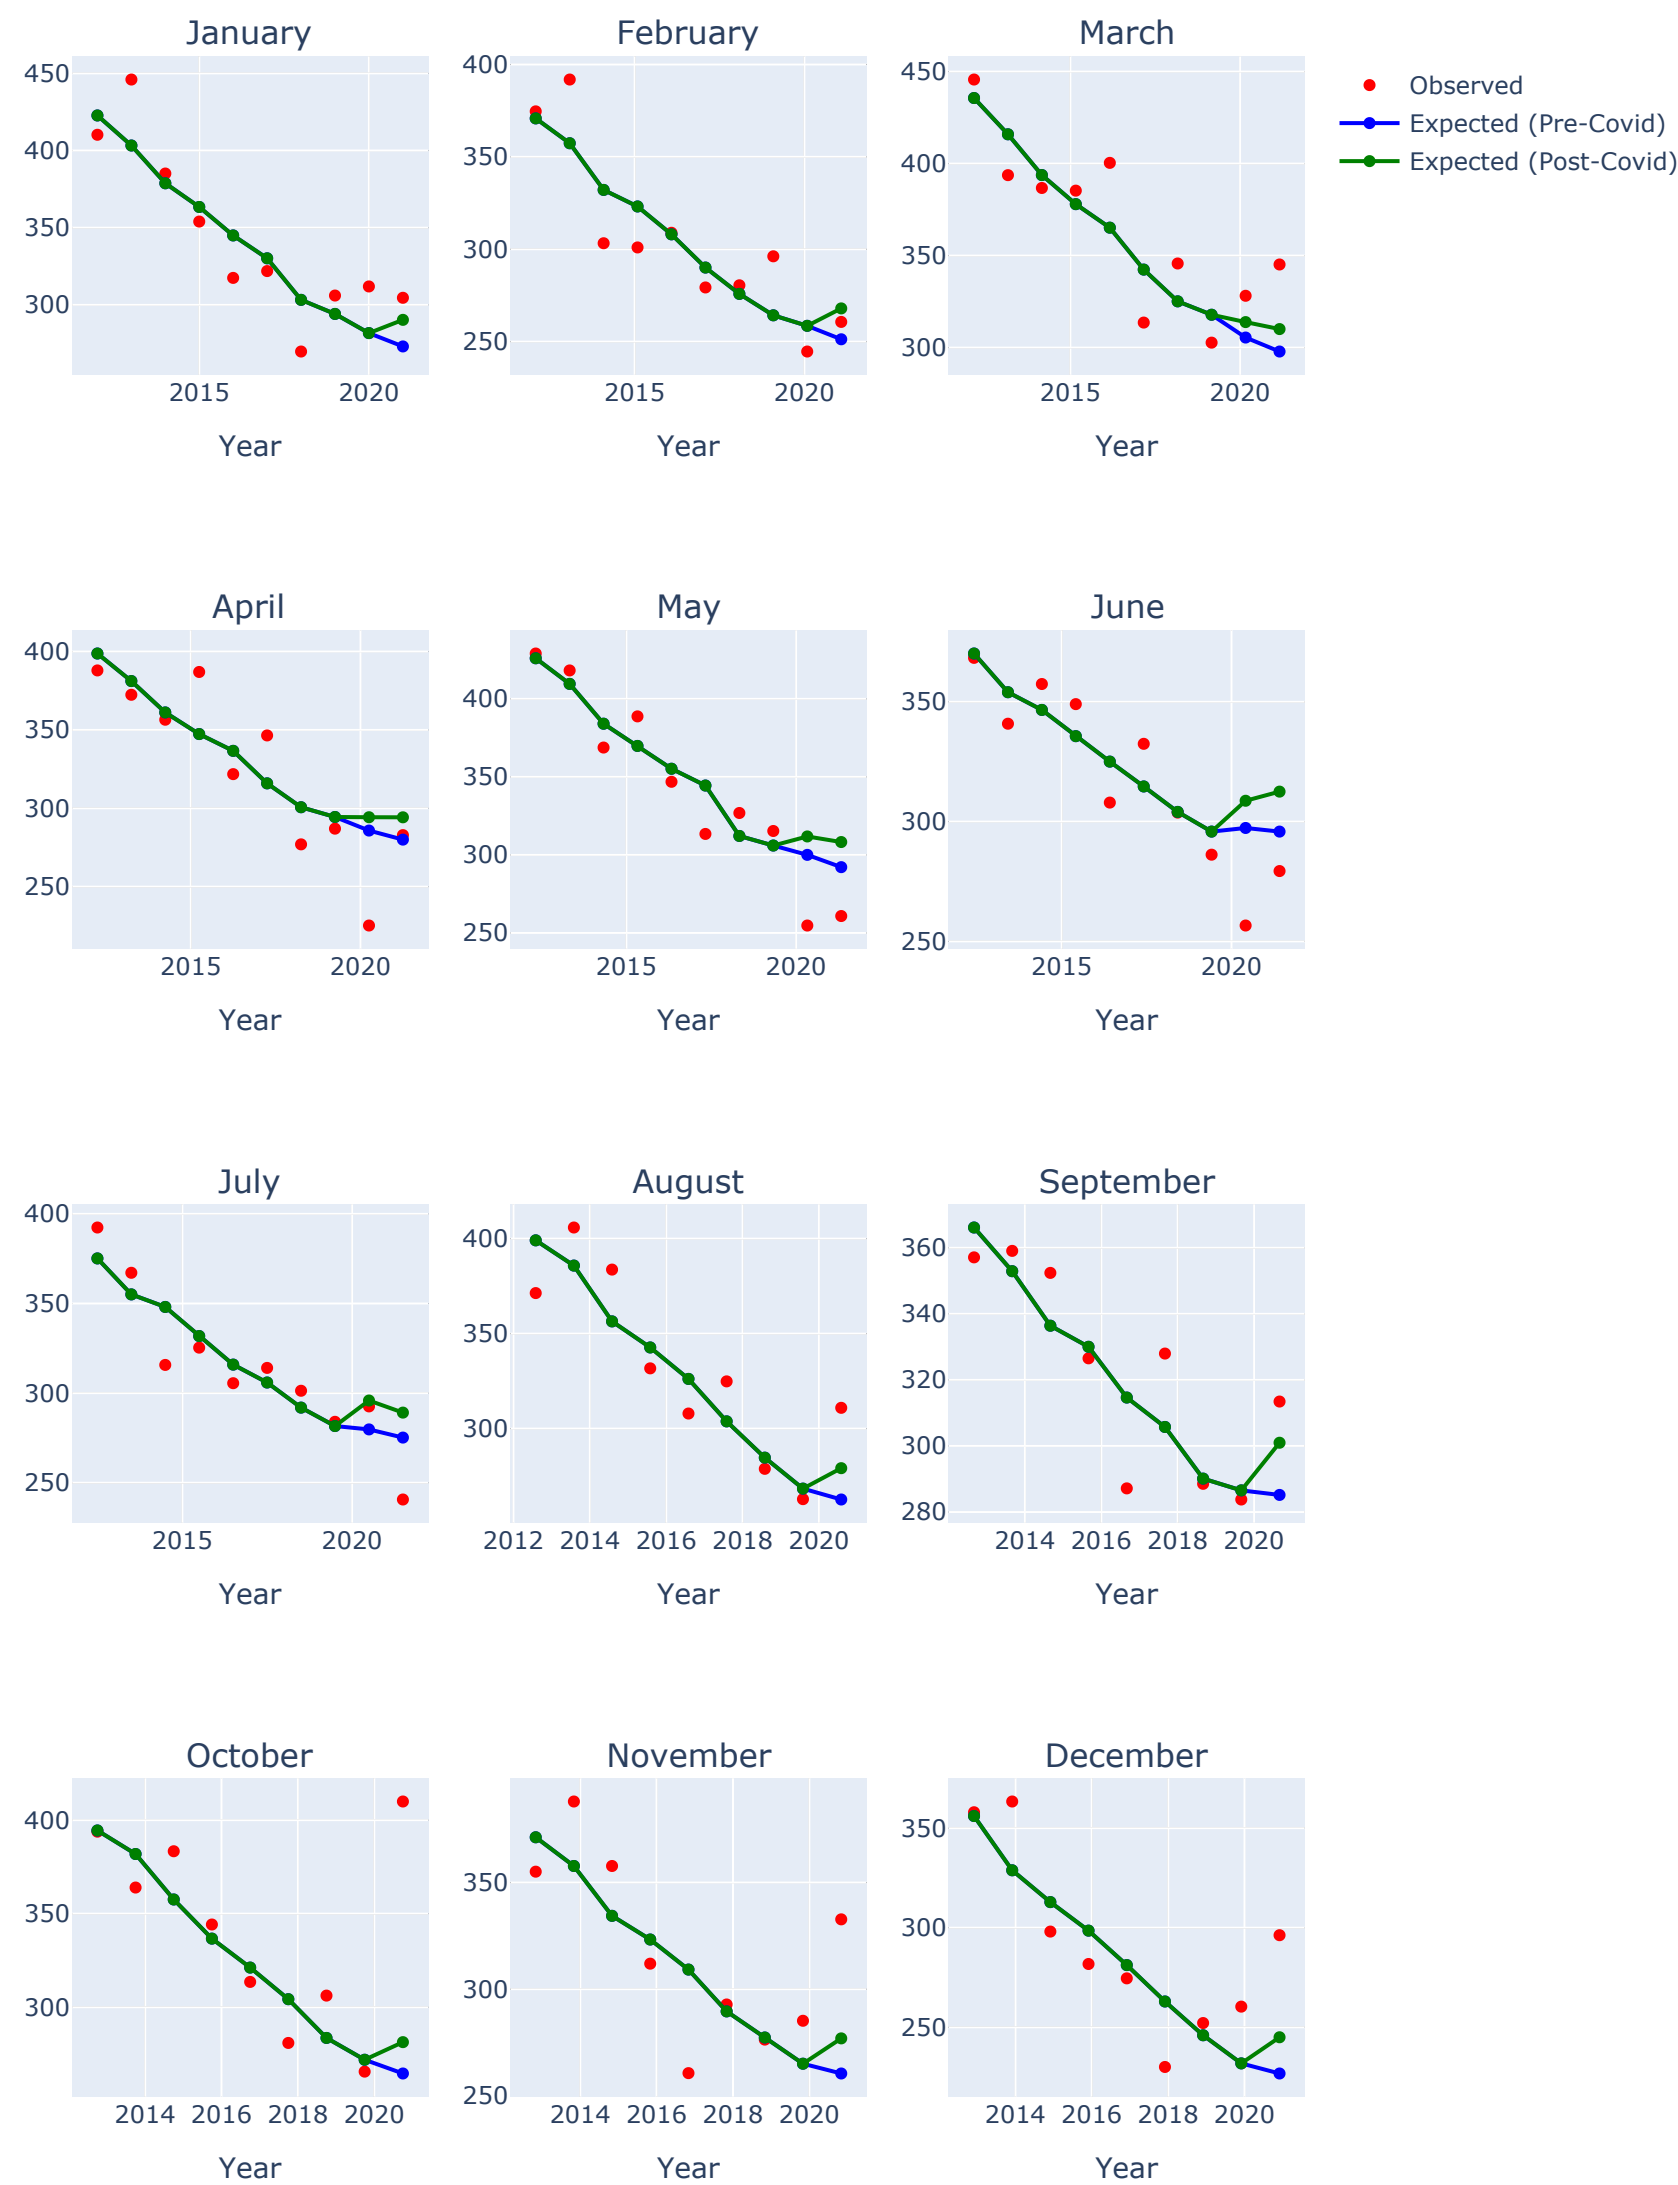 January
February
March
450
400
350
300
2015
2020
Year
400
350
300
250
2015
2020
Year
450
400
350
300
2015
2020
Year
Observed
Expected (Pre-Covid)
Expected (Post-Covid)
April
May
June
400
350
300
250
2015
2020
Year
400
350
300
250
2015
2020
Year
350
300
250
2015
2020
Year
July
August
September
400
350
300
250
2015
2020
Year
400
350
300
2012
2014
2016
2018
2020
Year
360
340
320
300
280
2014
2016
2018
2020
Year
October
November
December
400
350
300
2014
2016
2018
2020
Year
350
300
250
2014
2016
2018
2020
Year
350
300
250
2014
2016
2018
2020
Year